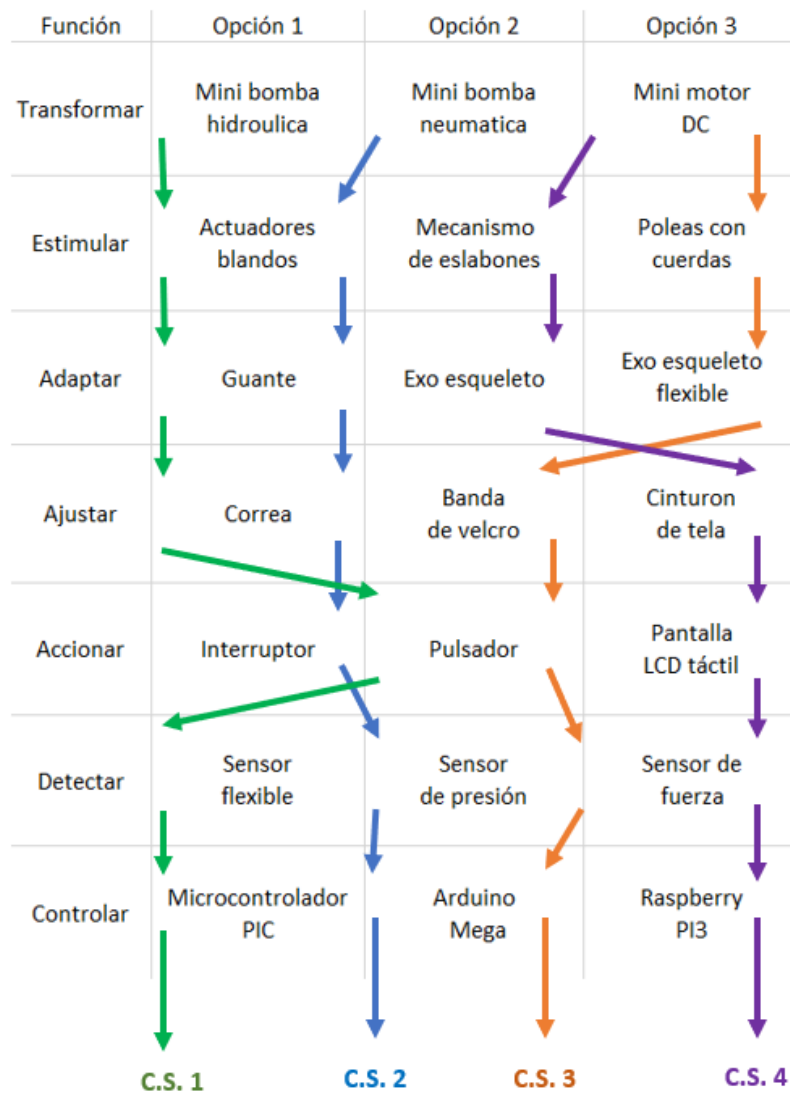 Función Opción 1 Opción 2 Opción 3
Transformar
Mini bomba
hidroulica
Mini bomba
neumatica
Mini motor
DC
Estimular
Actuadores
blandos
Mecanismo
de eslabones
Poleas con
cuerdas
Adaptar
Guante
Exo esqueleto
Exo esqueleto
flexible
Ajustar
Correa
Banda
de velcro
Cinturon
de tela
Accionar
Interruptor
Pulsador
Pantalla
LCD táctil
Detectar
Sensor
flexible
Sensor
de presión
Sensor de
fuerza
Controlar
Microcontrolador
PIC
Arduino
Mega
Raspberry
PI3
C.S. 1 C.S. 2 C.S. 3 C.S. 4